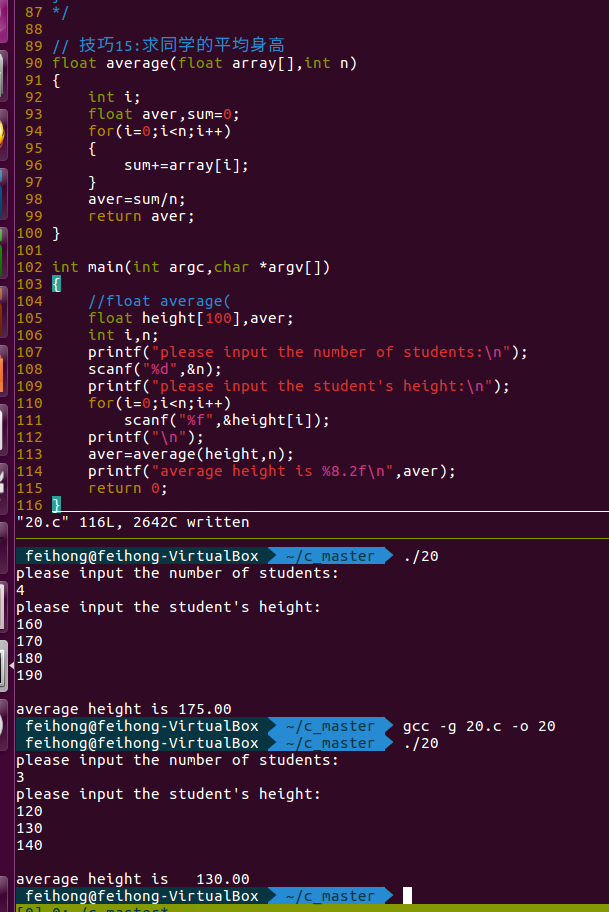 87 */
88
89 // 技巧15:求同学的平均身高
90 float average(float array[],int n)
91 {
92     int i;
93     float aver,sum=0;
94     for(i=0;i<n;i++)
95     {
96         sum+=array[i];
97     }
98     aver=sum/n;
99     return aver;
100 }
101
102 int main(int argc,char *argv[])
103 {
104     //float average(
105     float height[100],aver;
106     int i,n;
107     printf("please input the number of students:\n");
108     scanf("%d",&n);
109     printf("please input the student's height:\n");
110     for(i=0;i<n;i++)
111         scanf("%f",&height[i]);
112     printf("\n");
113     aver=average(height,n);
114     printf("average height is %8.2f\n",aver);
115     return 0;
116 }
"20.c" 116L, 2642C written
feihong@feihong-VirtualBox ~/c_master ./20
please input the number of students:
4
please input the student's height:
160
170
180
190

average height is 175.00
feihong@feihong-VirtualBox ~/c_master gcc -g 20.c -o 20
feihong@feihong-VirtualBox ~/c_master ./20
please input the number of students:
3
please input the student's height:
120
130
140

average height is   130.00
feihong@feihong-VirtualBox ~/c_master